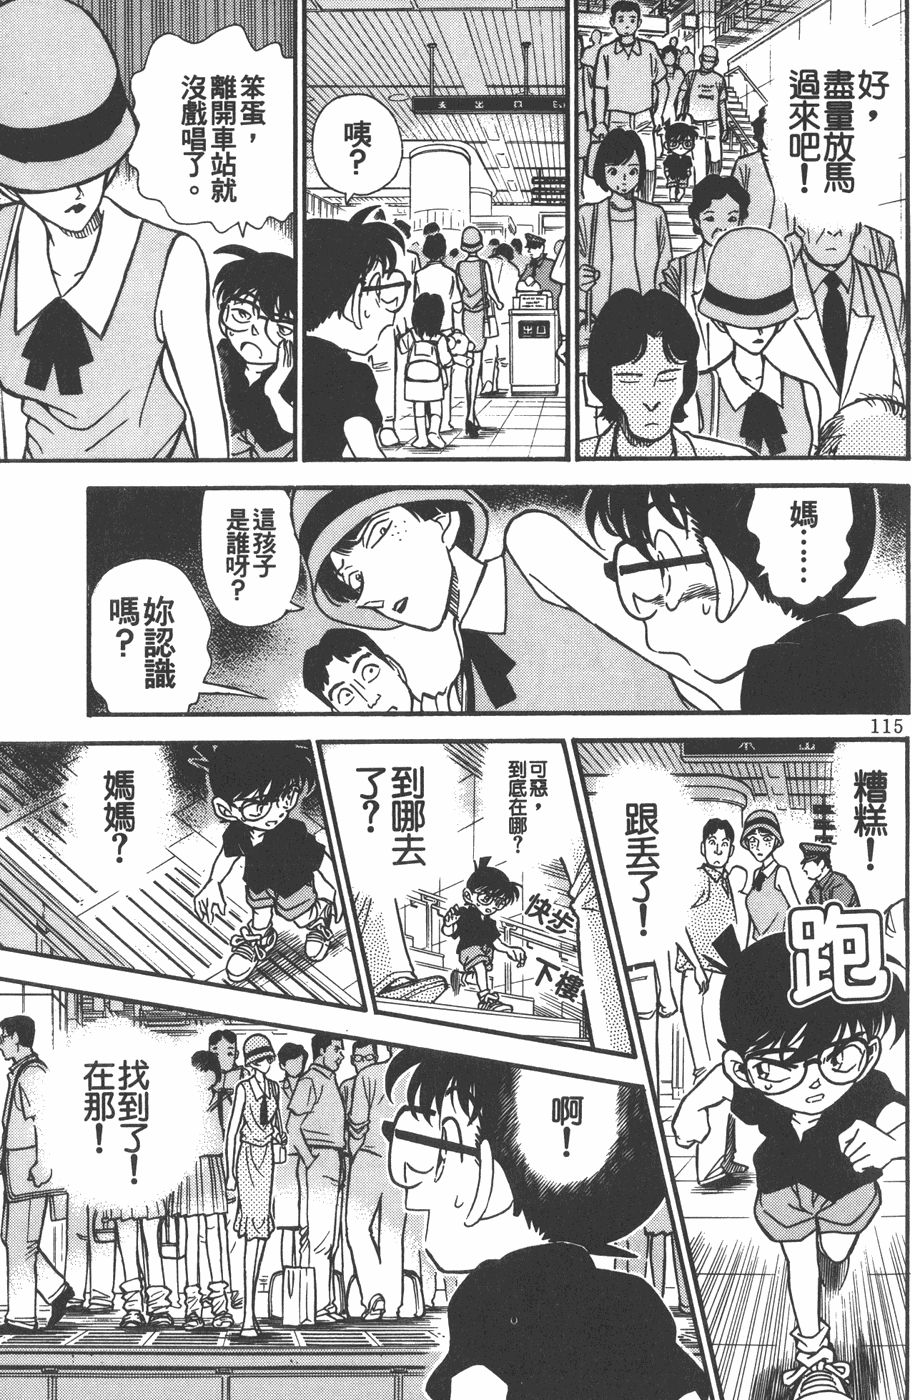 好，
盡量放馬
過來吧！
出口
咦？
出口
笨蛋，
離開車站就
沒戲唱了。
媽……
這孩子
是誰呀？
妳認識
嗎？
115
糟糕！
跟丟了！
跑
可惡，
到底在哪？
到哪去
了？
快步
下樓
媽媽？
啊！
找到了！
在那！